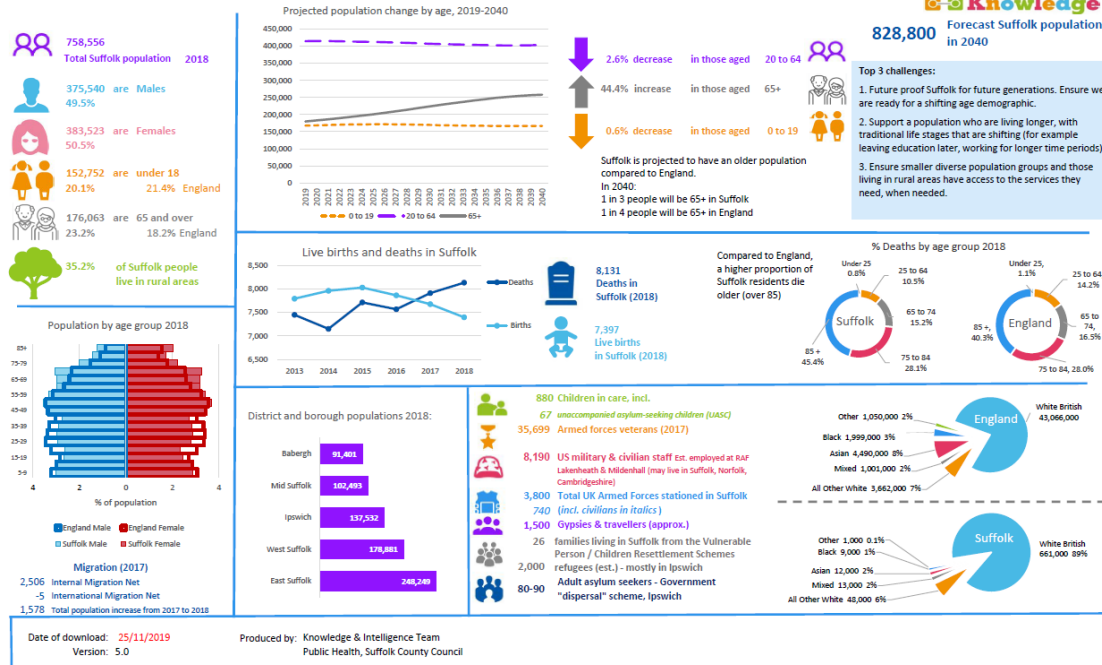 Knowledge
758,556
Total Suffolk population 2018
375,540 are Males
49.5%
383,523 are Females
50.5%
152,752 are under 18
20.1% 21.4% England
176,063 are 65 and over
23.2% 18.2% England
35.2% of Suffolk people
live in rural areas
Projected population change by age, 2019-2040
450,000
400,000
350,000
300,000
250,000
200,000
150,000
100,000
50,000
0
2019 2020 2021 2022 2023 2024 2025 2026 2027 2028 2029 2030 2031 2032 2033 2034 2035 2036 2037 2038 2039 2040
0 to 19 20 to 64 65+
2.6% decrease in those aged 20 to 64
44.4% increase in those aged 65+
0.6% decrease in those aged 0 to 19
Suffolk is projected to have an older population
compared to England.
In 2040:
1 in 3 people will be 65+ in Suffolk
1 in 4 people will be 65+ in England
828,800 Forecast Suffolk population
in 2040
Top 3 challenges:
1. Future proof Suffolk for future generations. Ensure we
are ready for a shifting age demographic.
2. Support a population who are living longer, with
traditional life stages that are shifting (for example
leaving education later, working for longer time periods)
3. Ensure smaller diverse population groups and those
living in rural areas have access to the services they
need, when needed.
Live births and deaths in Suffolk
8,500
8,000
7,500
7,000
6,500
2013 2014 2015 2016 2017 2018
Deaths
Births
8,131
Deaths in
Suffolk (2018)
7,397
Live births
in Suffolk (2018)
Compared to England,
a higher proportion of
Suffolk residents die
older (over 85)
% Deaths by age group 2018
Suffolk
Under 25
0.8%
25 to 64
10.5%
65 to 74
15.2%
75 to 84
28.1%
85 +
45.4%
England
Under 25,
1.1%
25 to 64
14.2%
65 to
74,
16.5%
75 to 84, 28.0%
85 +,
40.3%
Population by age group 2018
85+
75-79
65-69
55-59
45-49
35-39
25-29
15-19
5-9
4 2 0 2 4
% of population
England Male England Female
Suffolk Male Suffolk Female
Migration (2017)
2,506 Internal Migration Net
-5 International Migration Net
1,578 Total population increase from 2017 to 2018
District and borough populations 2018:
Babergh 91,401
Mid Suffolk 102,493
Ipswich 137,532
West Suffolk 178,881
East Suffolk 248,249
880 Children in care, incl.
67 unaccompanied asylum-seeking children (UASC)
35,699 Armed forces veterans (2017)
8,190 US military & civilian staff Est. employed at RAF
Lakenheath & Mildenhall (may live in Suffolk, Norfolk,
Cambridgeshire)
3,800 Total UK Armed Forces stationed in Suffolk
740 (incl. civilians in italics )
1,500 Gypsies & travellers (approx.)
26 families living in Suffolk from the Vulnerable
Person / Children Resettlement Schemes
2,000 refugees (est.) - mostly in Ipswich
80-90 Adult asylum seekers - Government
"dispersal" scheme, Ipswich
England
White British
43,066,000
Other 1,050,000 2%
Black 1,999,000 3%
Asian 4,490,000 8%
Mixed 1,001,000 2%
All Other White 3,662,000 7%
Suffolk
White British
661,000 89%
Other 1,000 0.1%
Black 9,000 1%
Asian 12,000 2%
Mixed 13,000 2%
All Other White 48,000 6%
Date of download: 25/11/2019
Version: 5.0
Produced by: Knowledge & Intelligence Team
Public Health, Suffolk County Council